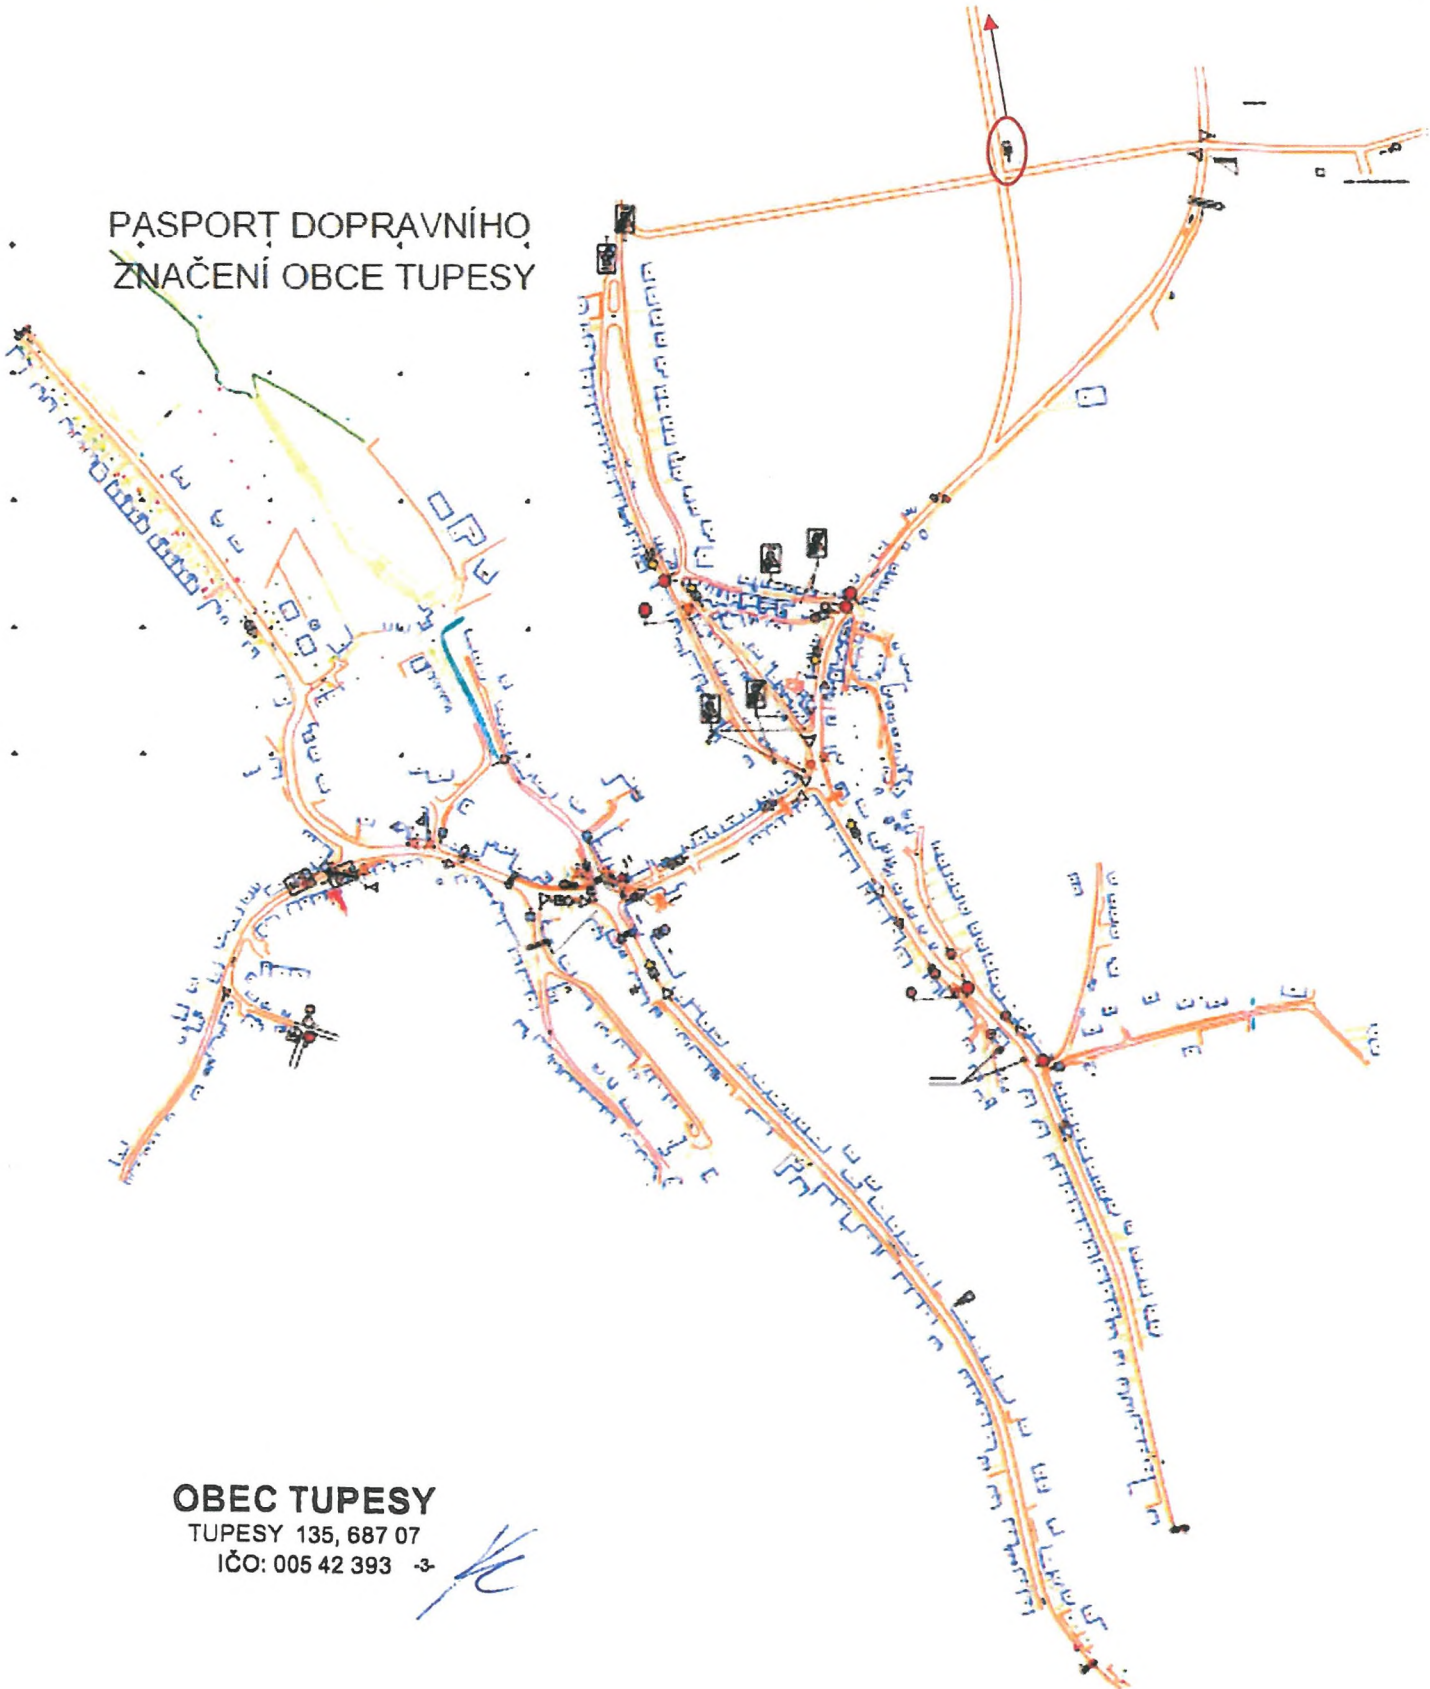 PASPORT DOPRAVNÍHO
ZNAČENÍ OBCE TUPESY
OBEC TUPESY
TUPESY 135, 687 07
IČO: 005 42 393 -3-